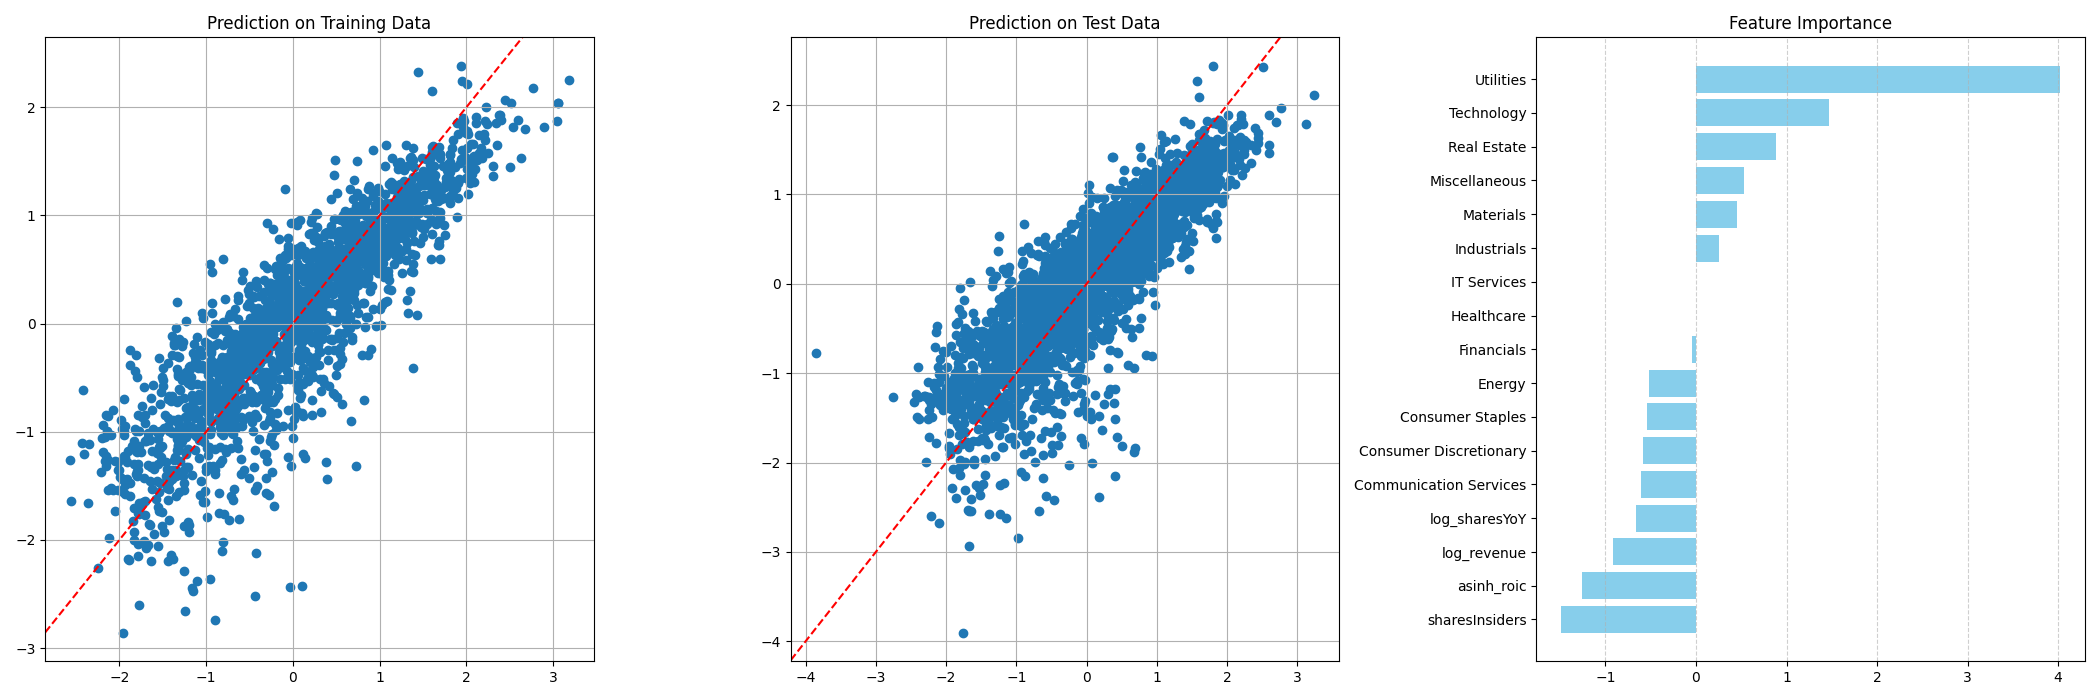 Prediction on Training Data
2
1
0
−1
−2
−3
−2
−1
0
1
2
3
Prediction on Test Data
2
1
0
−1
−2
−3
−4
−4
−3
−2
−1
0
1
2
3
Feature Importance
Utilities
Technology
Real Estate
Miscellaneous
Materials
Industrials
IT Services
Healthcare
Financials
Energy
Consumer Staples
Consumer Discretionary
Communication Services
log_sharesYoY
log_revenue
asinh_roic
sharesInsiders
−1
0
1
2
3
4